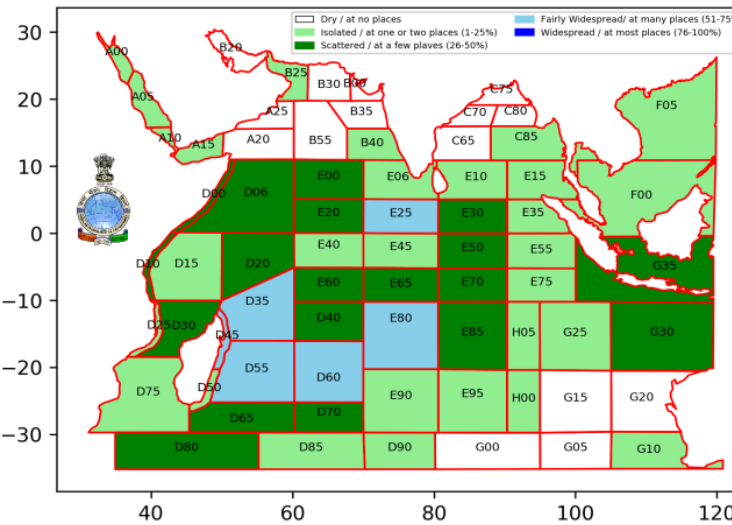 Dry / at no places
Isolated / at one or two places (1-25%)
Scattered / at a few plaves (26-50%)
Fairly Widespread/ at many places (51-75%
Widespread / at most places (76-100%)
30
20
10
0
−10
−20
−30
40
60
80
100
120
A00
B20
B25
B30
B00
C75
A05
A25
B35
C70
C80
F05
A10
A15
A20
B55
B40
C65
C85
D00
D06
E00
E06
E10
E15
F00
E20
E25
E30
E35
D10
D15
D20
E40
E45
E50
E55
G35
D35
E60
E65
E70
E75
D25
D30
D45
D40
E80
E85
H05
G25
G30
D50
D55
D60
D75
D65
D70
E90
E95
H00
G15
G20
D80
D85
D90
G00
G05
G10